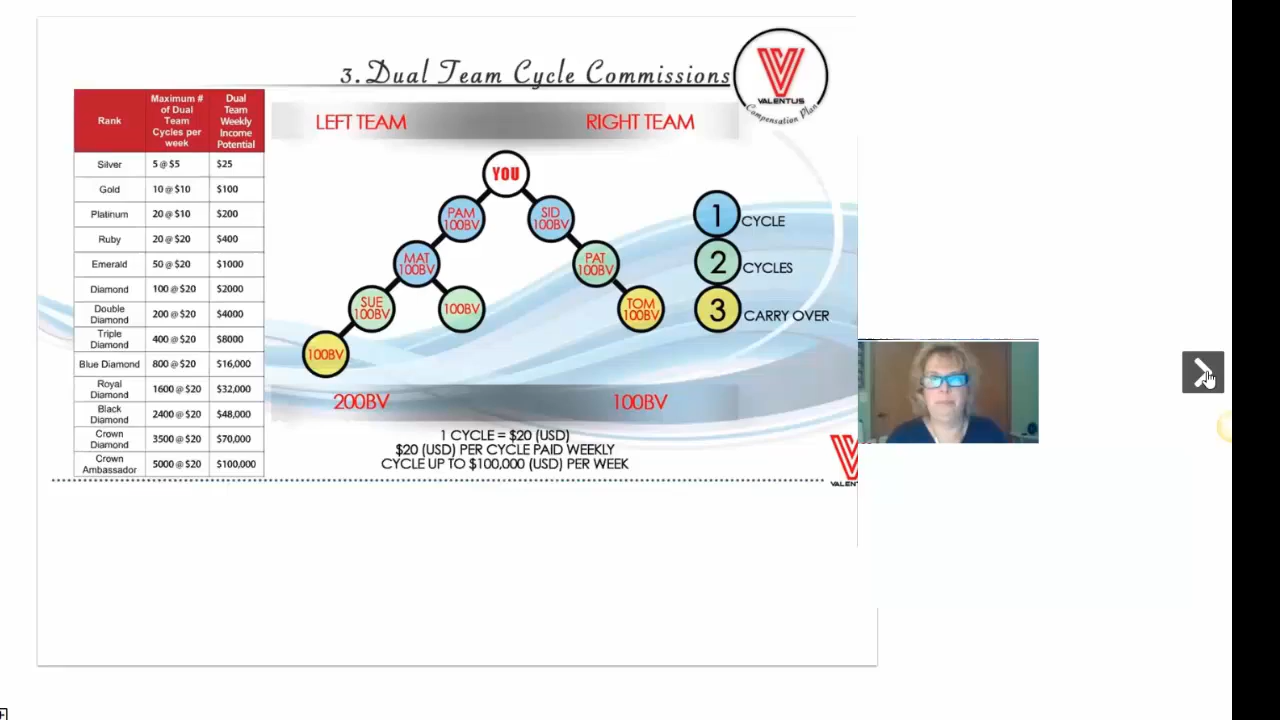 3. Dual Team Cycle Commissions
VALENTUS
Compensation Plan
Rank
Maximum #
of Dual
Team
Cycles per
week
Dual
Team
Weekly
Income
Potential
Silver 5 @ $5 $25
Gold 10 @ $10 $100
Platinum 20 @ $10 $200
Ruby 20 @ $20 $400
Emerald 50 @ $20 $1000
Diamond 100 @ $20 $2000
Double
Diamond 200 @ $20 $4000
Triple
Diamond 400 @ $20 $8000
Blue Diamond 800 @ $20 $16,000
Royal
Diamond 1600 @ $20 $32,000
Black
Diamond 2400 @ $20 $48,000
Crown
Diamond 3500 @ $20 $70,000
Crown
Ambassador 5000 @ $20 $100,000
LEFT TEAM RIGHT TEAM
YOU
PAM
100BV
SID
100BV
MAT
100BV
PAT
100BV
SUE
100BV
100BV
TOM
100BV
100BV
1 CYCLE
2 CYCLES
3 CARRY OVER
200BV 100BV
1 CYCLE = $20 (USD)
$20 (USD) PER CYCLE PAID WEEKLY
CYCLE UP TO $100,000 (USD) PER WEEK
VALENT